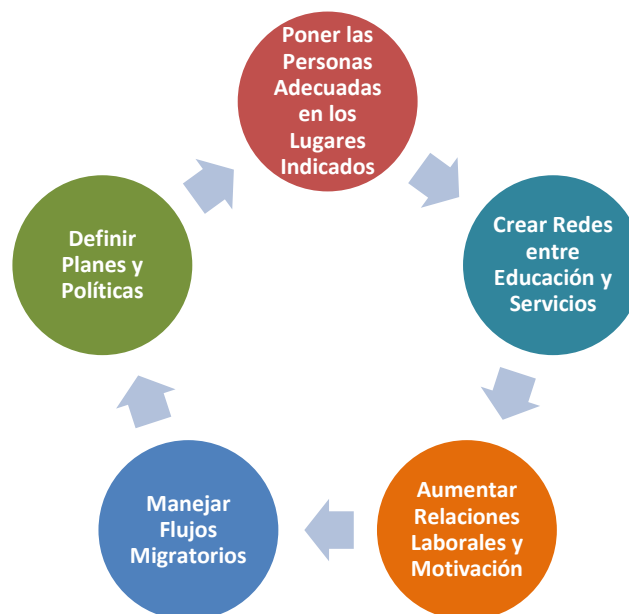 Poner las
Personas
Adecuadas
en los
Lugares
Indicados
Crear Redes
entre
Educación y
Servicios
Aumentar
Relaciones
Laborales y
Motivación
Manejar
Flujos
Migratorios
Definir
Planes y
Políticas